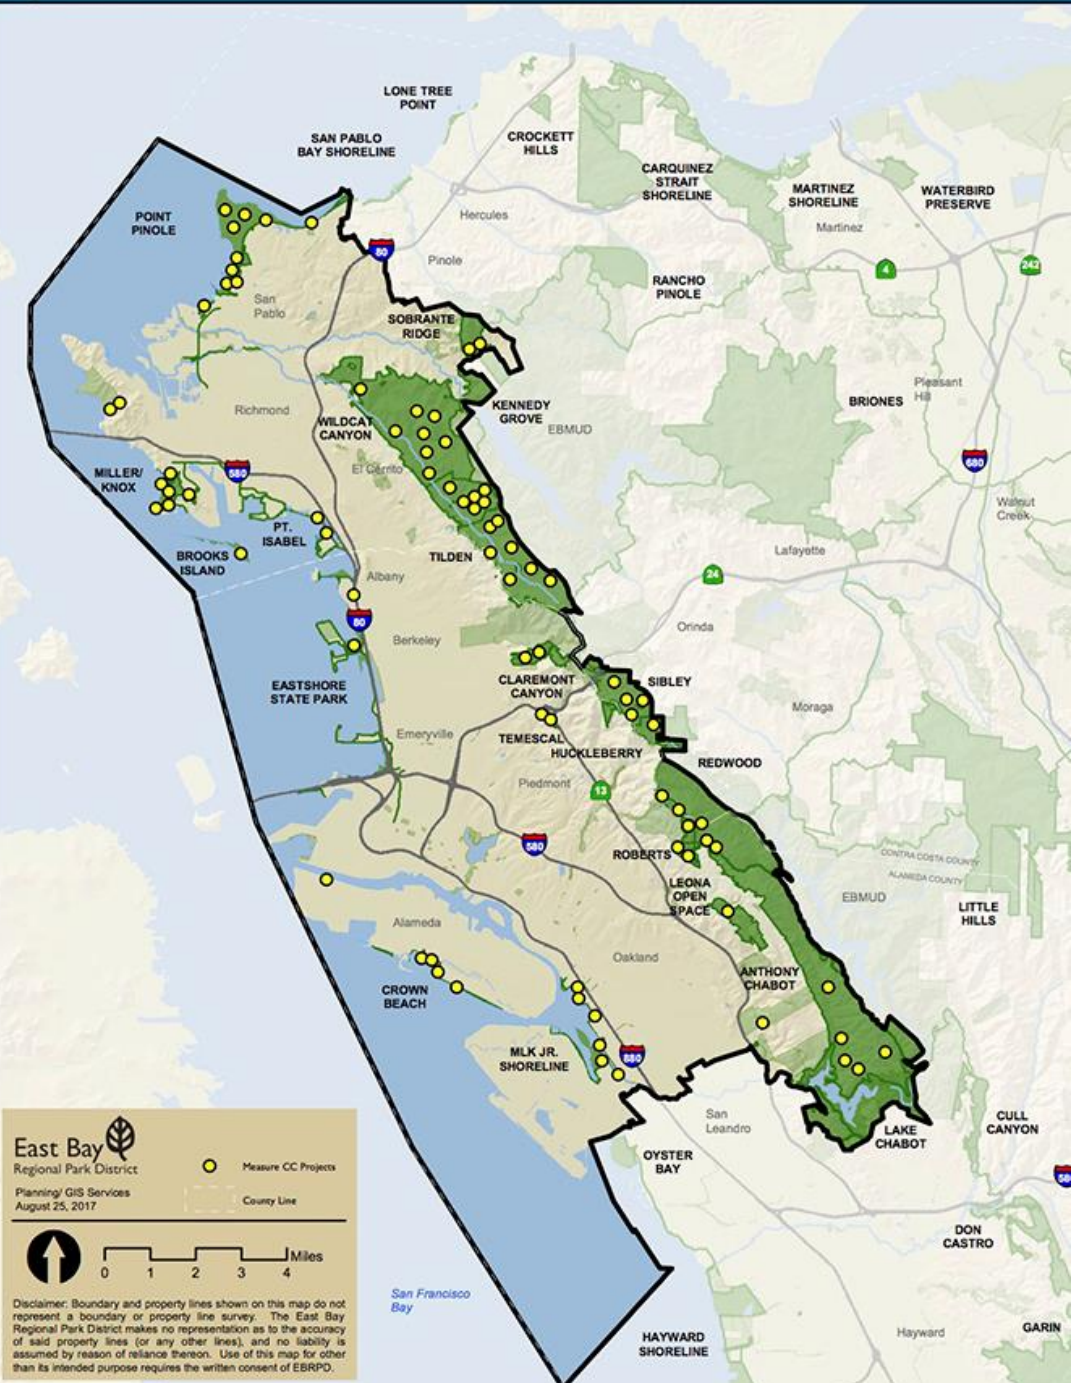 LONE TREE
POINT
SAN PABLO
BAY SHORELINE
CROCKETT
HILLS
CARQUINEZ
STRAIT
SHORELINE
MARTINEZ
SHORELINE
WATERBIRD
PRESERVE
POINT
PINOLE
Hercules
Martinez
80
Pinole
4
242
RANCHO
PINOLE
San
Pablo
SOBRANTE
RIDGE
Pleasant
Hill
BRIONES
Richmond
KENNEDY
GROVE
WILDCAT
CANYON
EBMUD
El Cerrito
680
MILLER/
KNOX
580
Walnut
Creek
PT.
ISABEL
BROOKS
ISLAND
TILDEN
Lafayette
Albany
24
80
Orinda
Berkeley
CLAREMONT
CANYON
SIBLEY
EASTSHORE
STATE PARK
Moraga
Emeryville
TEMESCAL
HUCKLEBERRY
REDWOOD
Piedmont
13
580
ROBERTS
CONTRA COSTA COUNTY
ALAMEDA COUNTY
LEONA
OPEN
SPACE
EBMUD
LITTLE
HILLS
Alameda
Oakland
ANTHONY
CHABOT
CROWN
BEACH
MLK JR.
SHORELINE
880
San
Leandro
LAKE
CHABOT
CULL
CANYON
OYSTER
BAY
58
DON
CASTRO
San Francisco
Bay
HAYWARD
SHORELINE
Hayward
GARIN
East Bay
Regional Park District
Planning/ GIS Services
August 25, 2017
Measure CC Projects
County Line
Miles
0 1 2 3 4
Disclaimer: Boundary and property lines shown on this map do not
represent a boundary or property line survey. The East Bay
Regional Park District makes no representation as to the accuracy
of said property lines (or any other lines), and no liability is
assumed by reason of reliance thereon. Use of this map for other
than its intended purpose requires the written consent of EBRPD.